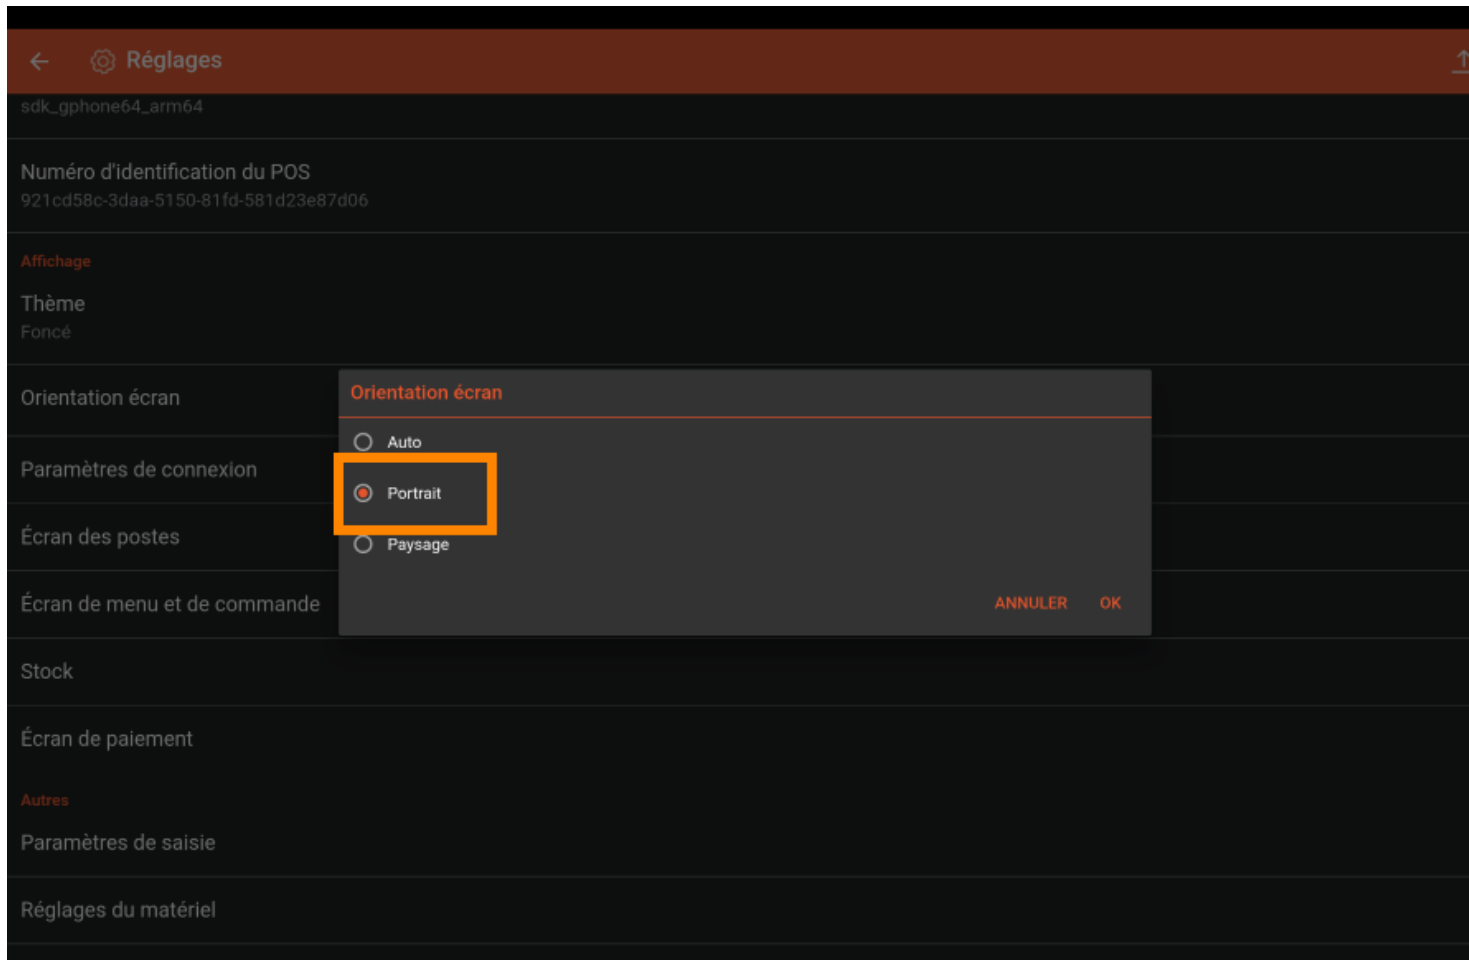 Réglages
sdk_gphone64_arm64
Numéro d'identification du POS
921cd58c-3daa-5150-81fd-581d23e87d06
Affichage
Thème
Foncé
Orientation écran
Paramètres de connexion
Écran des postes
Écran de menu et de commande
Stock
Écran de paiement
Autres
Paramètres de saisie
Réglages du matériel
Orientation écran
Auto
Portrait
Paysage
ANNULER OK